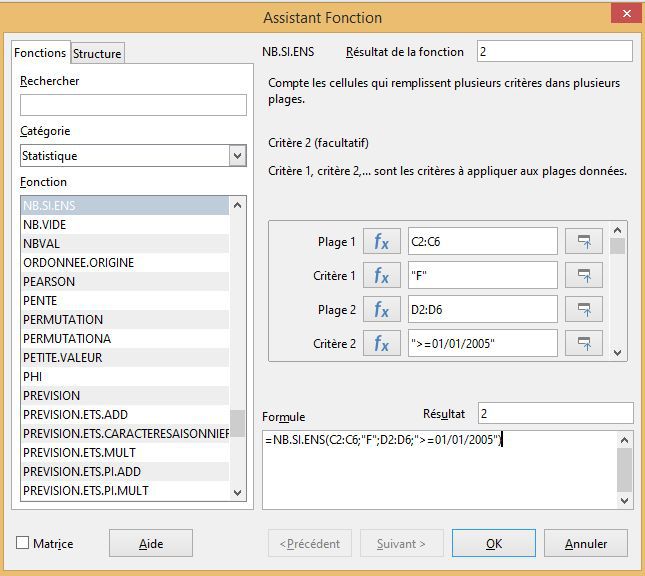 Assistant Fonction
Fonctions Structure
NB.SI.ENS Résultat de la fonction 2
Rechercher
Compte les cellules qui remplissent plusieurs critères dans plusieurs
plages.
Catégorie
Statistique
Critère 2 (facultatif)
Critère 1, critère 2,... sont les critères à appliquer aux plages données.
Fonction
NB.SI.ENS
NB.VIDE
NBVAL
ORDONNEE.ORIGINE
PEARSON
PENTE
PERMUTATION
PERMUTATIONA
PETITE.VALEUR
PHI
PREVISION
PREVISION.ETS.ADD
PREVISION.ETS.CARACTERESAISONNIER
PREVISION.ETS.MULT
PREVISION.ETS.PI.ADD
PREVISION.ETS.PI.MULT
Plage 1 fx C2:C6
Critère 1 fx "F"
Plage 2 fx D2:D6
Critère 2 fx ">=01/01/2005"
Formule Résultat 2
=NB.SI.ENS(C2:C6;"F";D2:D6;">=01/01/2005")
Matrice Aide <Précédent Suivant > OK Annuler